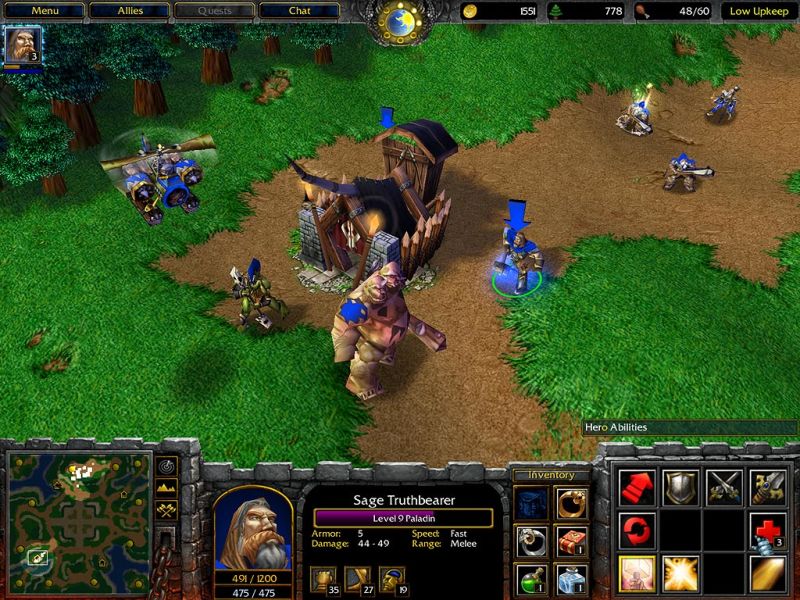 Menu
Allies
Quests
Chat
1551
778
48/60
Low Upkeep
3
Hero Abilities
Sage Truthbearer
Level 9 Paladin
Armor: 5
Speed: Fast
Damage: 44 - 49
Range: Melee
35
27
19
491 / 1200
475 / 475
Inventory
1
1
1
3